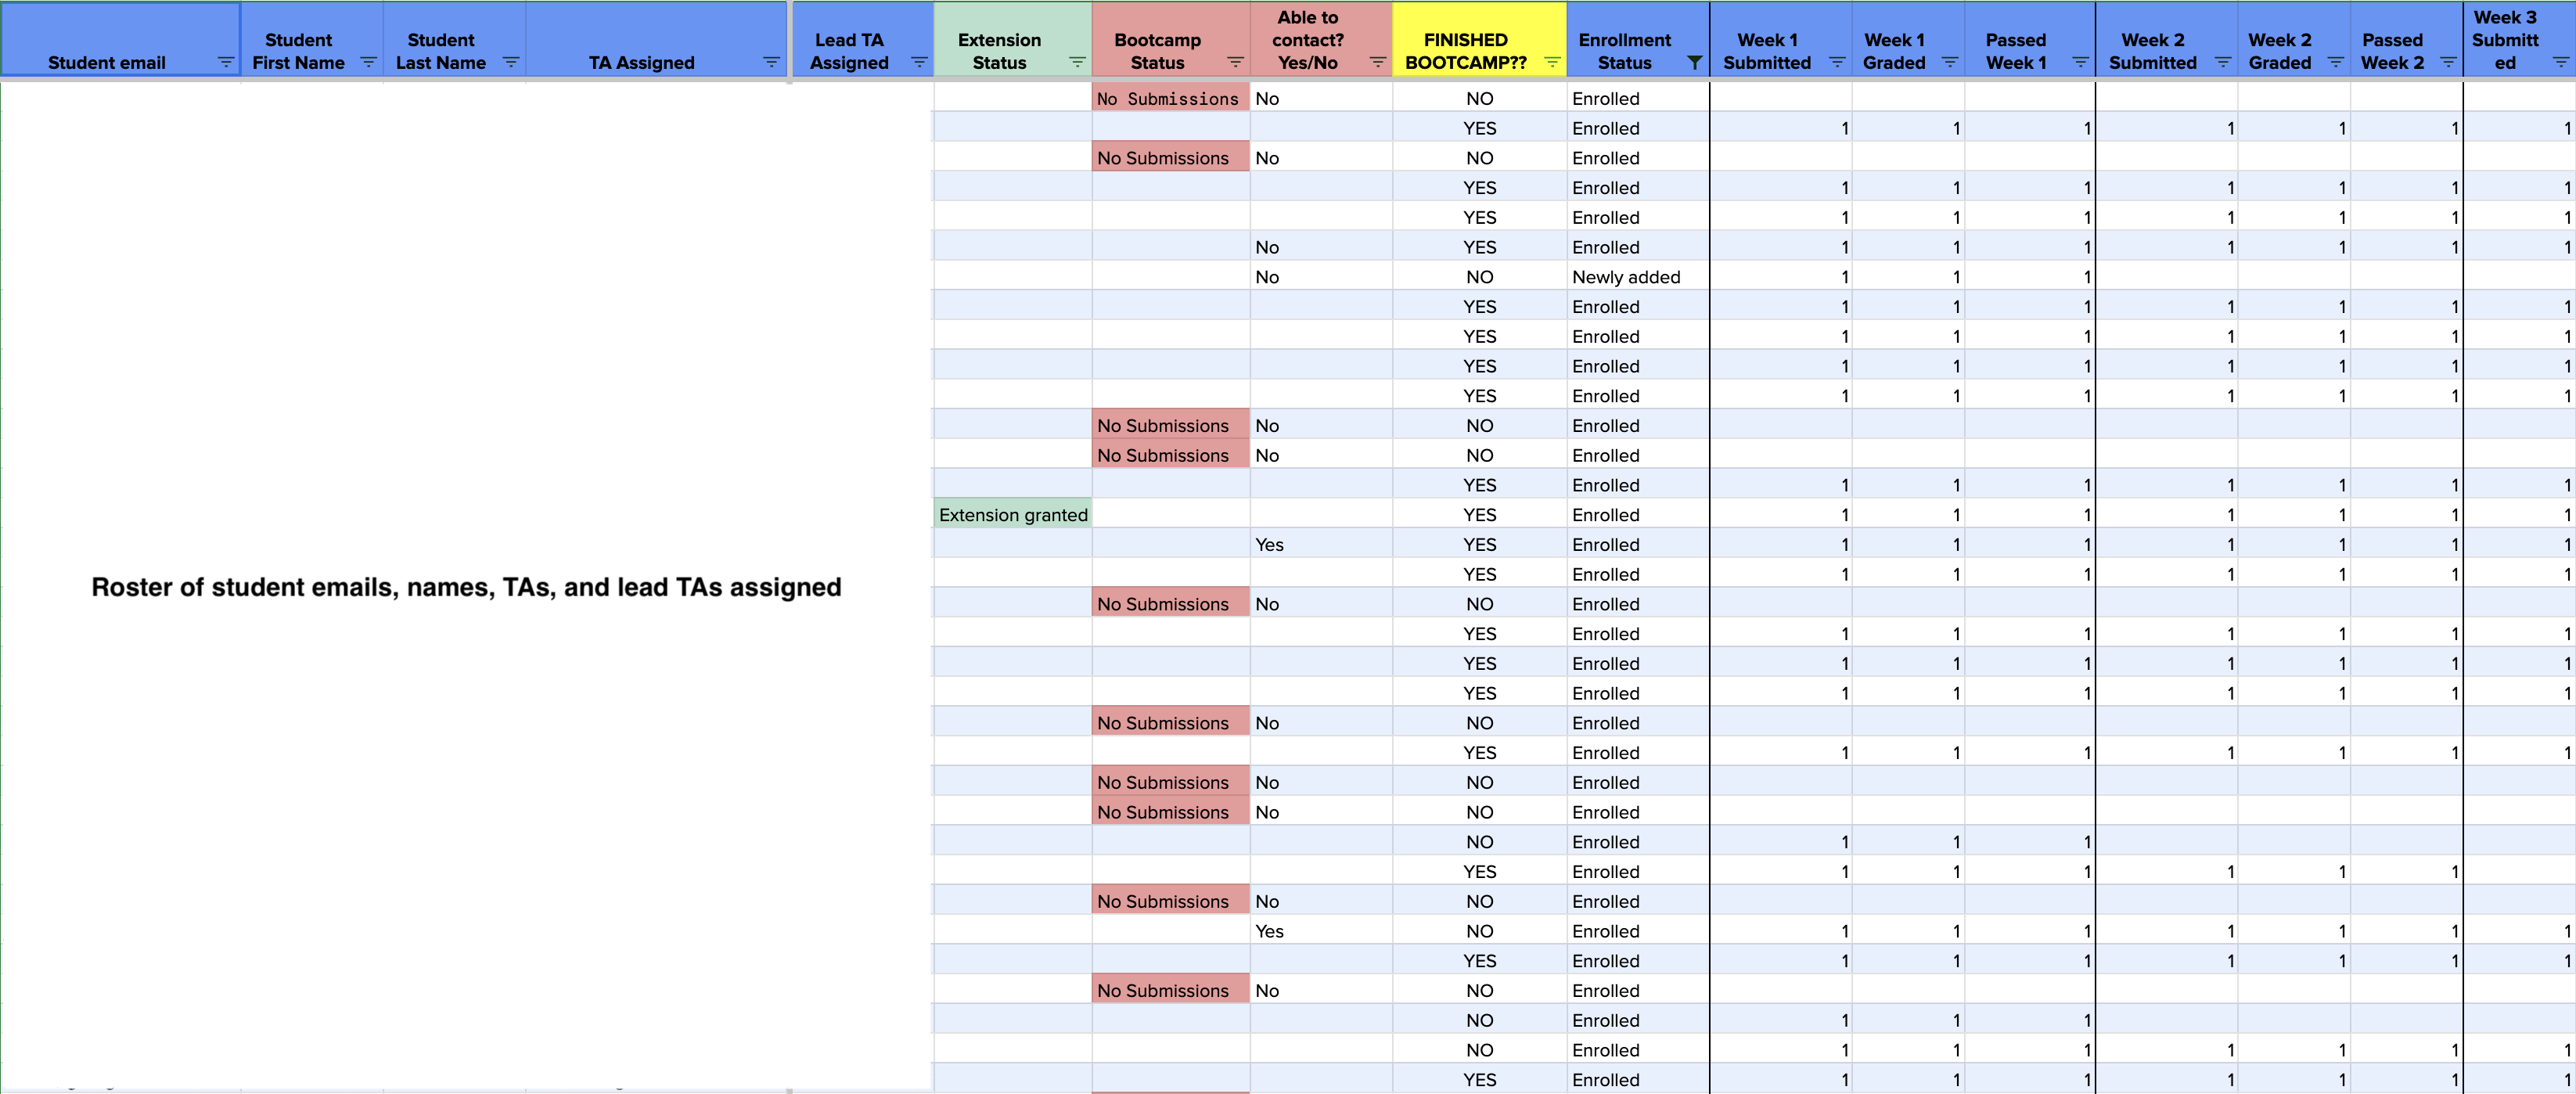 Student email Student First Name Student Last Name TA Assigned Lead TA Assigned Extension Status Bootcamp Status Able to contact? Yes/No FINISHED BOOTCAMP?? Enrollment Status Week 1 Submitted Week 1 Graded Passed Week 1 Week 2 Submitted Week 2 Graded Passed Week 2 Week 3 Submitted
No Submissions No NO Enrolled
YES Enrolled 1 1 1 1 1 1 1
No Submissions No NO Enrolled
YES Enrolled 1 1 1 1 1 1 1
YES Enrolled 1 1 1 1 1 1 1
No YES Enrolled 1 1 1 1 1 1 1
No NO Newly added 1 1 1
YES Enrolled 1 1 1 1 1 1 1
YES Enrolled 1 1 1 1 1 1 1
YES Enrolled 1 1 1 1 1 1 1
YES Enrolled 1 1 1 1 1 1 1
No Submissions No NO Enrolled
No Submissions No NO Enrolled
YES Enrolled 1 1 1 1 1 1 1
Extension granted YES Enrolled 1 1 1 1 1 1 1
Yes YES Enrolled 1 1 1 1 1 1 1
YES Enrolled 1 1 1 1 1 1 1
Roster of student emails, names, TAs, and lead TAs assigned
No Submissions No NO Enrolled
YES Enrolled 1 1 1 1 1 1 1
YES Enrolled 1 1 1 1 1 1 1
YES Enrolled 1 1 1 1 1 1 1
No Submissions No NO Enrolled
YES Enrolled 1 1 1 1 1 1 1
No Submissions No NO Enrolled
No Submissions No NO Enrolled
NO Enrolled 1 1 1
YES Enrolled 1 1 1 1 1 1
No Submissions No NO Enrolled
Yes NO Enrolled 1 1 1 1 1 1 1
YES Enrolled 1 1 1 1 1 1 1
No Submissions No NO Enrolled
NO Enrolled 1 1 1
NO Enrolled 1 1 1 1 1 1 1
YES Enrolled 1 1 1 1 1 1 1